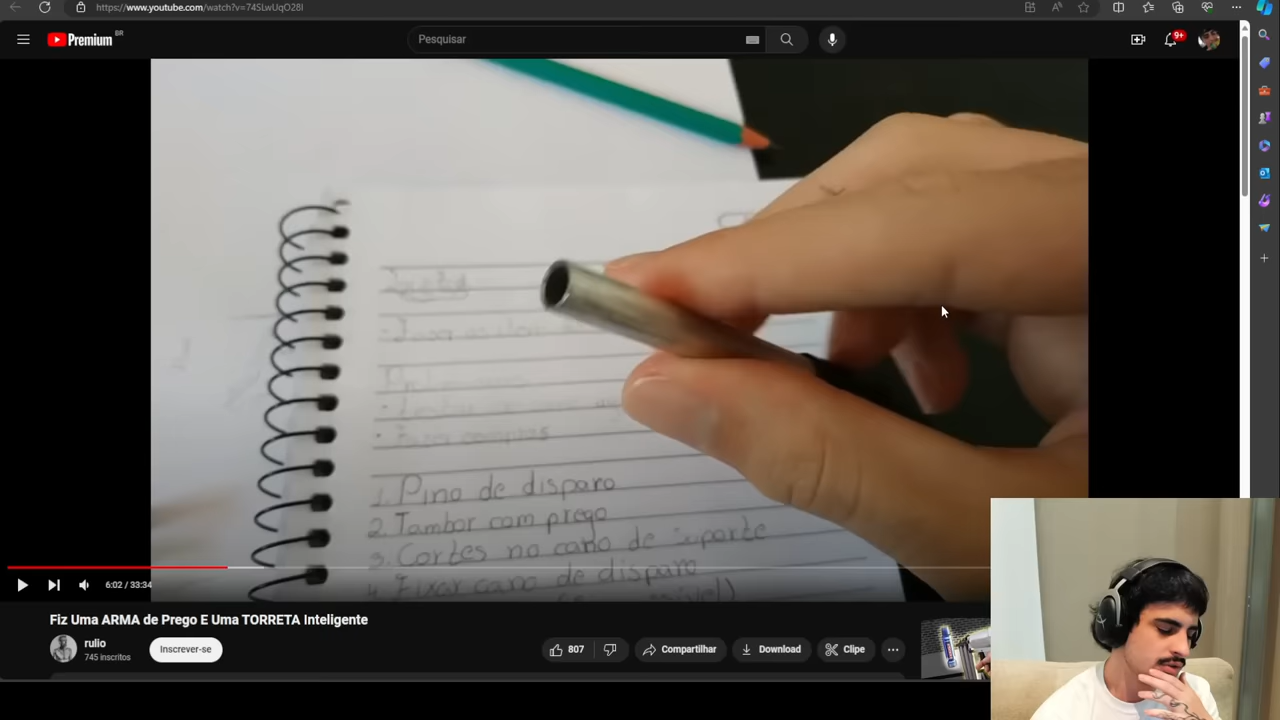 https://www.youtube.com/watch?v=745LwUqO28I
Premium BR
Pesquisar
9+
1. Pino de disparo
2. Tambor com prego
3. Cortes no cano de suporte
4. Fixar cano de disparo
6:02 / 33:34
Fiz Uma ARMA de Prego E Uma TORRETA Inteligente
rulio
745 inscritos
Inscrever-se
807
Compartilhar
Download
Clipe